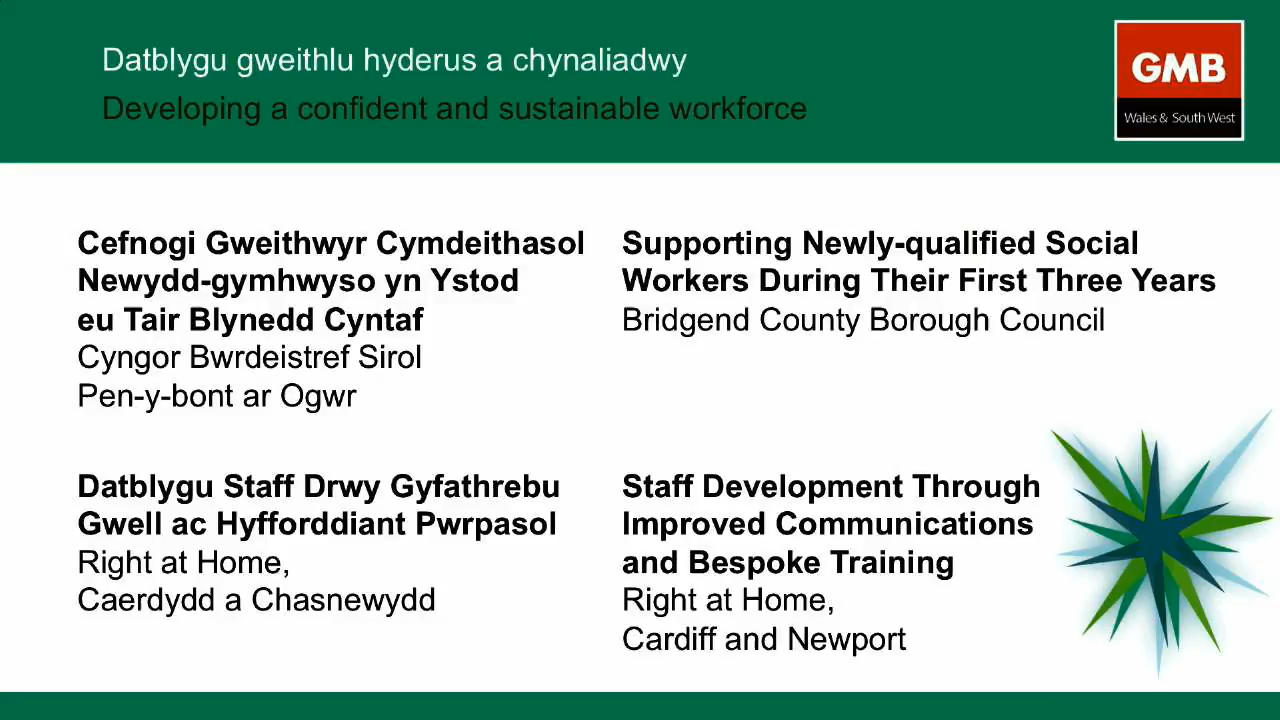 Datblygu gweithlu hyderus a chynaliadwy
Developing a confident and sustainable workforce
GMB
Wales & South West
Cefnogi Gweithwyr Cymdeithasol
Newydd-gymhwyso yn Ystod
eu Tair Blynedd Cyntaf
Cyngor Bwrdeistref Sirol
Pen-y-bont ar Ogwr
Supporting Newly-qualified Social
Workers During Their First Three Years
Bridgend County Borough Council
Datblygu Staff Drwy Gyfathrebu
Gwell ac Hyfforddiant Pwrpasol
Right at Home,
Caerdydd a Chasnewydd
Staff Development Through
Improved Communications
and Bespoke Training
Right at Home,
Cardiff and Newport